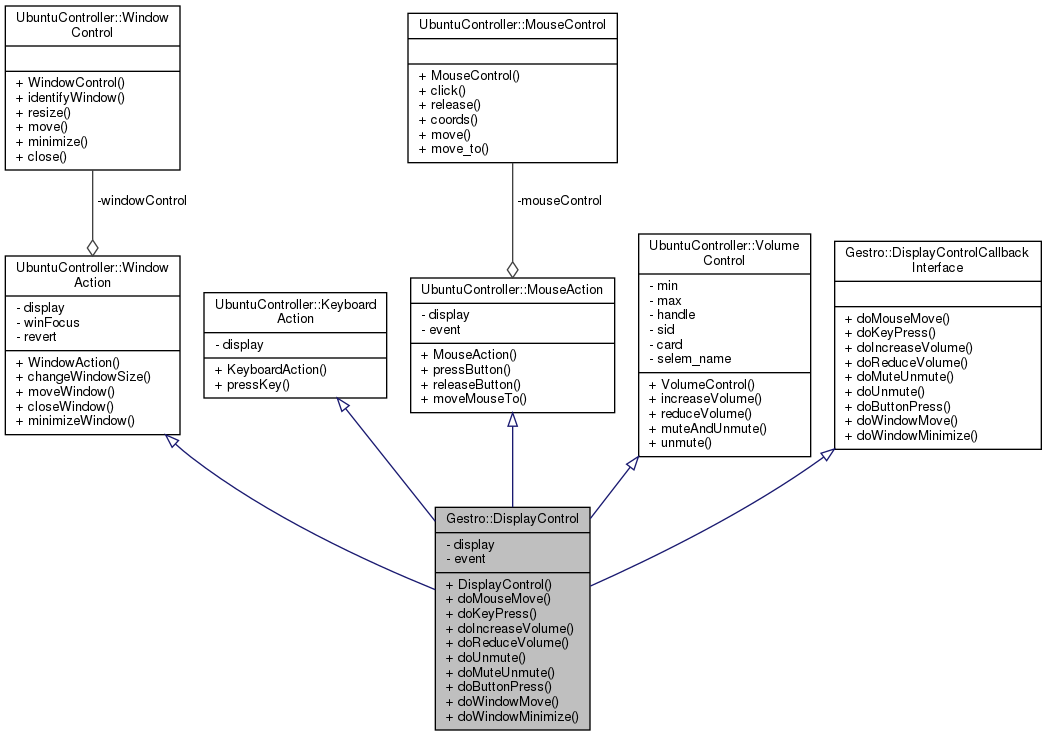 UbuntuController::Window
Control
+ WindowControl()
+ identifyWindow()
+ resize()
+ move()
+ minimize()
+ close()
UbuntuController::MouseControl
+ MouseControl()
+ click()
+ release()
+ coords()
+ move()
+ move_to()
-windowControl
-mouseControl
UbuntuController::Window
Action
- display
- winFocus
- revert
+ WindowAction()
+ changeWindowSize()
+ moveWindow()
+ closeWindow()
+ minimizeWindow()
UbuntuController::Keyboard
Action
- display
+ KeyboardAction()
+ pressKey()
UbuntuController::MouseAction
- display
- event
+ MouseAction()
+ pressButton()
+ releaseButton()
+ moveMouseTo()
UbuntuController::Volume
Control
- min
- max
- handle
- sid
- card
- selem_name
+ VolumeControl()
+ increaseVolume()
+ reduceVolume()
+ muteAndUnmute()
+ unmute()
Gestro::DisplayControlCallback
Interface
+ doMouseMove()
+ doKeyPress()
+ doIncreaseVolume()
+ doReduceVolume()
+ doMuteUnmute()
+ doUnmute()
+ doButtonPress()
+ doWindowMove()
+ doWindowMinimize()
Gestro::DisplayControl
- display
- event
+ DisplayControl()
+ doMouseMove()
+ doKeyPress()
+ doIncreaseVolume()
+ doReduceVolume()
+ doUnmute()
+ doMuteUnmute()
+ doButtonPress()
+ doWindowMove()
+ doWindowMinimize()